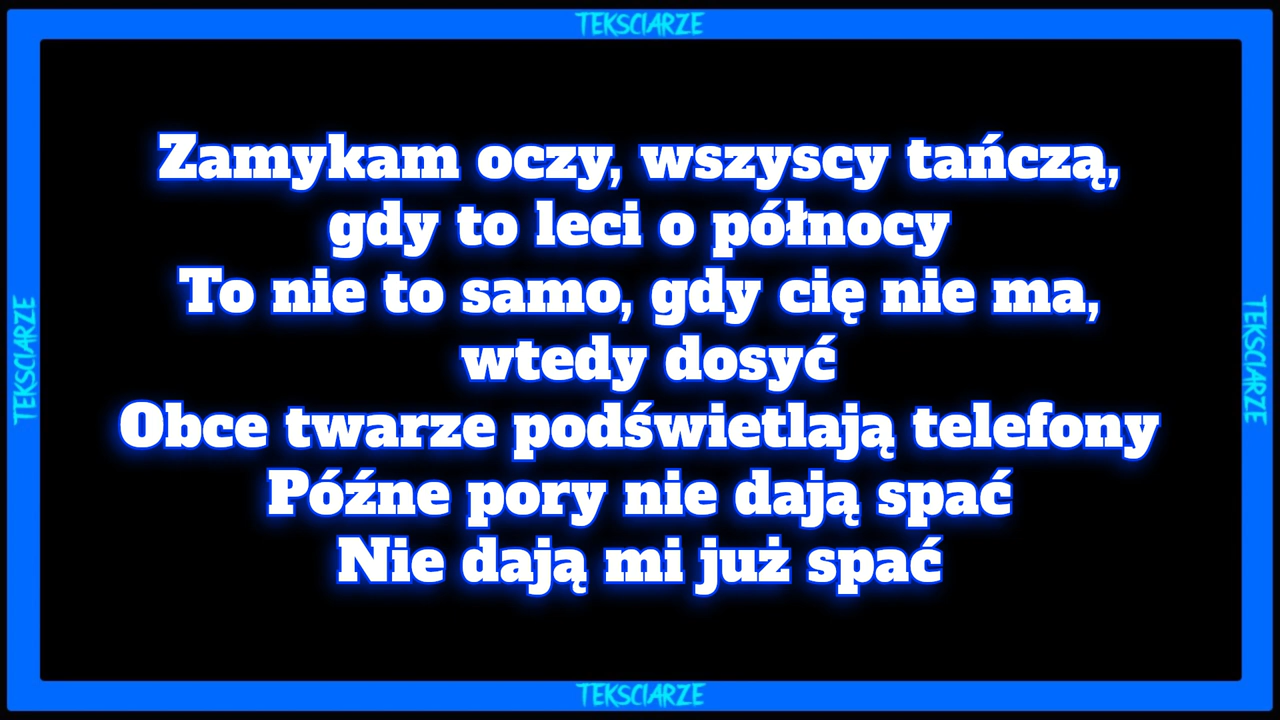 TEKSCIARZE
Zamykam oczy, wszyscy tańczą,
gdy to leci o północy
To nie to samo, gdy cię nie ma,
wtedy dosyć
Obce twarze podświetlają telefony
Późne pory nie dają spać
Nie dają mi już spać
TEKSCIARZE
TEKSCIARZE
TEKSCIARZE